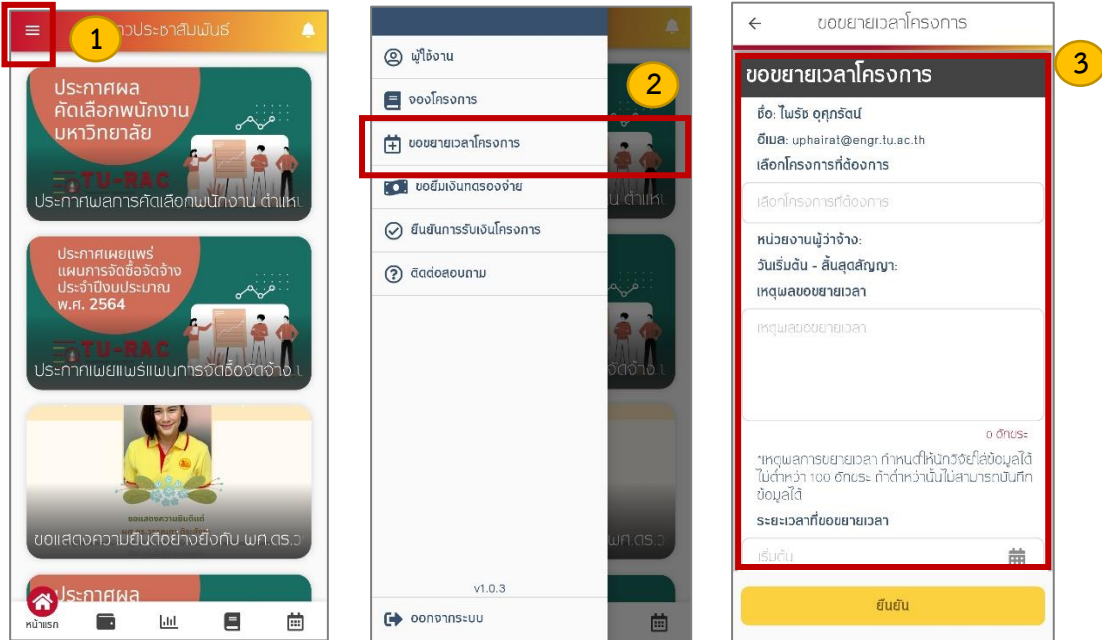 1
ประกาศผล
คัดเลือกพนักงาน
มหาวิทยาลัย
TU-RAC
ประกาศผลการคัดเลือกพนักงาน
ประกาศเผยแพร่
แผนการจัดซื้อจัดจ้าง
ประจำปีงบประมาณ
พ.ศ. 2564
TU-RAC
ประกาศเผยแพร่แผนการจัดซื้อจัดจ้าง
ขอแสดงความยินดีแด่
ขอแสดงความยินดีอย่างยิ่งกับ ผศ.ดร.
ประกาศผล
หน้าแรก
2
ผู้ใช้งาน
จองโครงการ
ขอขยายเวลาโครงการ
ขอยืมเงินทดรองจ่าย
ยืนยันการรับเงินโครงการ
ติดต่อสอบถาม
v1.0.3
ออกจากระบบ
3
ขอขยายเวลาโครงการ
ขอขยายเวลาโครงการ
ชื่อ: ไพรัช อุศุภรัตน์
อีเมล: uphairat@engr.tu.ac.th
เลือกโครงการที่ต้องการ
เลือกโครงการที่ต้องการ
หน่วยงานผู้ว่าจ้าง:
วันเริ่มต้น - สิ้นสุดสัญญา:
เหตุผลขอขยายเวลา
เหตุผลขอขยายเวลา
0 อักขระ
*เหตุผลการขยายเวลา กำหนดให้นักวิจัยใส่ข้อมูลได้
ไม่ต่ำกว่า 100 อักขระ ถ้าต่ำกว่านั้นไม่สามารถบันทึก
ข้อมูลได้
ระยะเวลาที่ขอขยายเวลา
เริ่มต้น
ยืนยัน